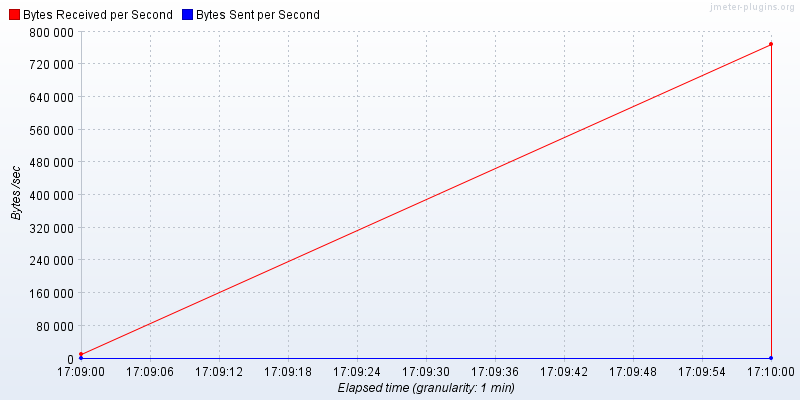 jmeter-plugins.org
Bytes Received per Second Bytes Sent per Second
800 000
720 000
640 000
560 000
480 000
400 000
320 000
240 000
160 000
80 000
0
Bytes /sec
17:09:00 17:09:06 17:09:12 17:09:18 17:09:24 17:09:30 17:09:36 17:09:42 17:09:48 17:09:54 17:10:00
Elapsed time (granularity: 1 min)